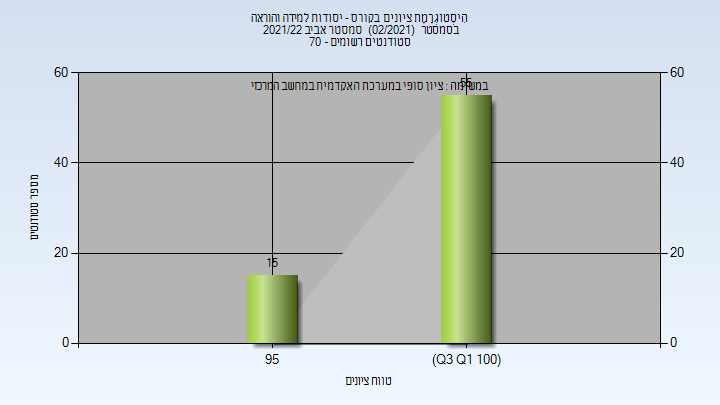 היסטוגרמת ציונים בקורס - יסודות למידה והוראה
בסמסטר (02/2021) סמסטר אביב 2021/22
סטודנטים רשומים - 70
במשימה : ציון סופי במערכת האקדמית במחשב המרכזי
60
60
55
40
40
מספר סטודנטים
20
20
15
0
0
95
(Q3 Q1 100)
טווח ציונים